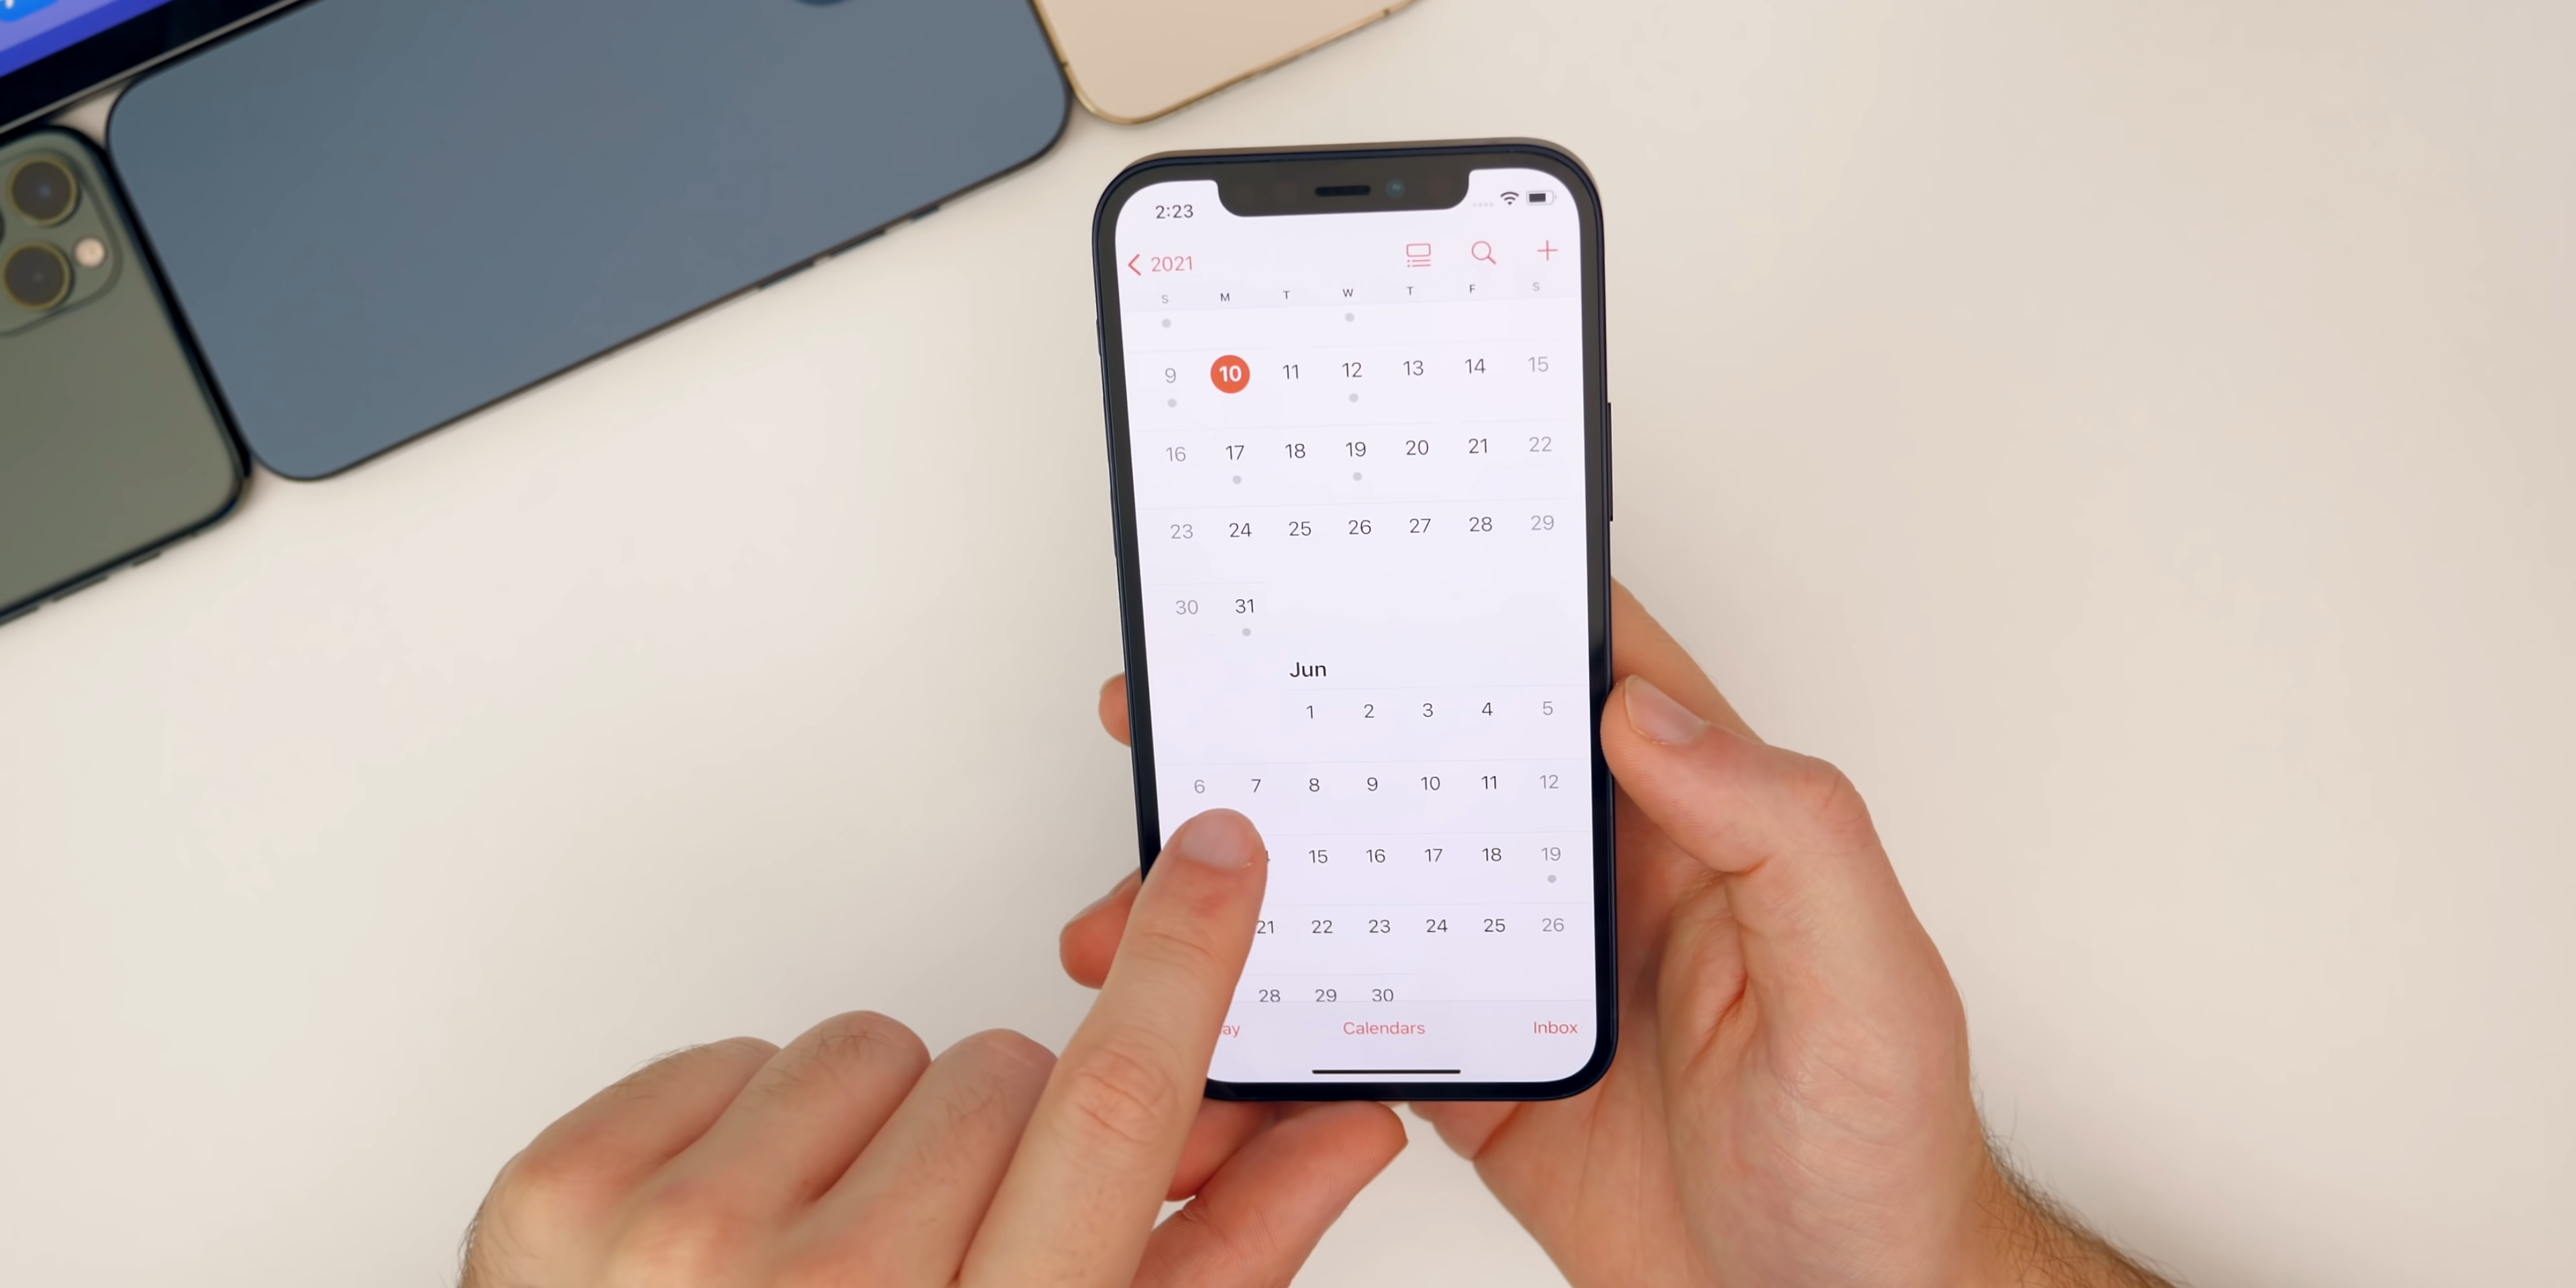 2:23
2021
S M T W T F S
9 10 11 12 13 14 15
16 17 18 19 20 21 22
23 24 25 26 27 28 29
30 31
Jun
1 2 3 4 5
6 7 8 9 10 11 12
15 16 17 18 19
21 22 23 24 25 26
28 29 30
Calendars Inbox